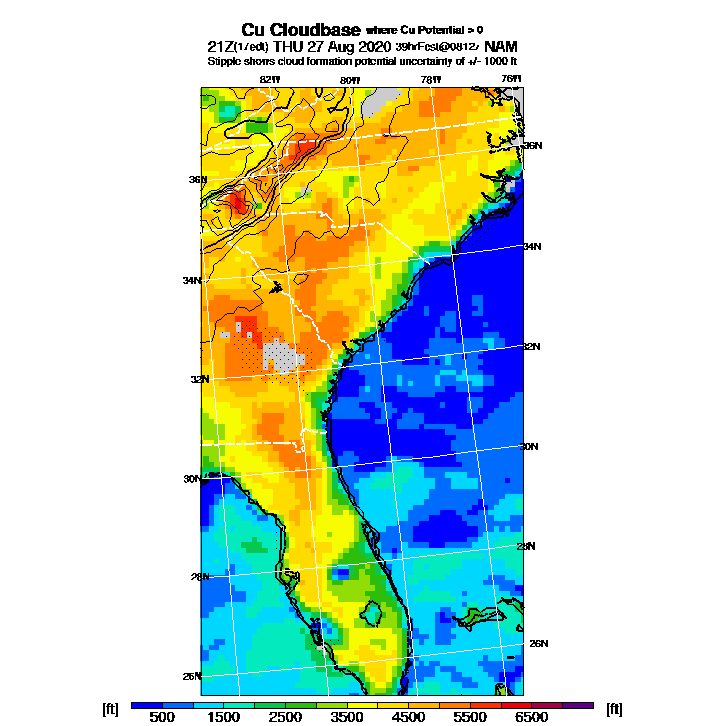 Cu Cloudbase where Cu Potential > 0
21Z(17edt) THU 27 Aug 2020 39hrFcst@0812z NAM
Stipple shows cloud formation potential uncertainty of +/- 1000 ft
82W 80W 78W 76W
36N
36N
34N
34N
32N
32N
30N
30N
28N
28N
26N
26N
[ft] 500 1500 2500 3500 4500 5500 6500 [ft]